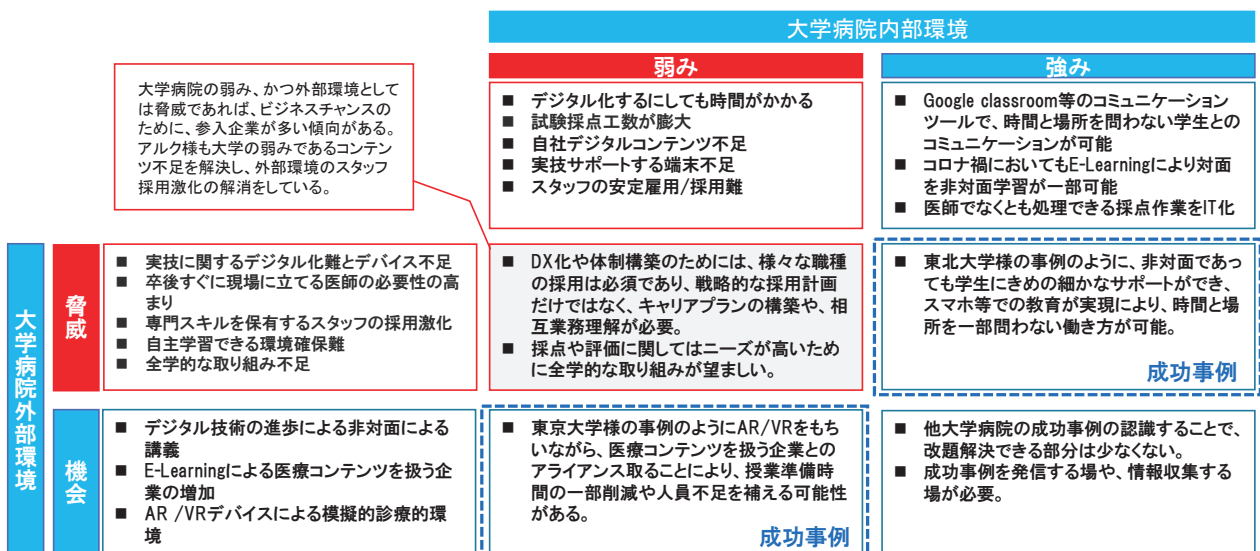 大学病院内部環境
弱み
強み
大学病院の弱み、かつ外部環境として
は脅威であれば、ビジネスチャンスの
ために、参入企業が多い傾向がある。
アルク様も大学の弱みであるコンテン
ツ不足を解決し、外部環境のスタッフ
採用激化の解消をしている。
■ デジタル化するにしても時間がかかる
■ 試験採点工数が膨大
■ 自社デジタルコンテンツ不足
■ 実技サポートする端末不足
■ スタッフの安定雇用/採用難
■ Google classroom等のコミュニケーション
ツールで、時間と場所を問わない学生との
コミュニケーションが可能
■ コロナ禍においてもE-Learningにより対面
を非対面学習が一部可能
■ 医師でなくとも処理できる採点作業をIT化
大学病院外部環境
脅威
■ 実技に関するデジタル化難とデバイス不足
■ 卒後すぐに現場に立てる医師の必要性の高
まり
■ 専門スキルを保有するスタッフの採用激化
■ 自主学習できる環境確保難
■ 全学的な取り組み不足
■ DX化や体制構築のためには、様々な職種
の採用は必須であり、戦略的な採用計画
だけではなく、キャリアプランの構築や、相
互業務理解が必要。
■ 採点や評価に関してはニーズが高いため
に全学的な取り組みが望ましい。
■ 東北大学様の事例のように、非対面であっ
ても学生にきめの細かなサポートができ、
スマホ等での教育が実現により、時間と場
所を一部問わない働き方が可能。
成功事例
機会
■ デジタル技術の進歩による非対面による
講義
■ E-Learningによる医療コンテンツを扱う企
業の増加
■ AR /VRデバイスによる模擬的診療的環
境
■ 東京大学様の事例のようにAR/VRをもち
いながら、医療コンテンツを扱う企業との
アライアンス取ることにより、授業準備時
間の一部削減や人員不足を補える可能性
がある。
成功事例
■ 他大学病院の成功事例の認識することで、
改題解決できる部分は少なくない。
■ 成功事例を発信する場や、情報収集する
場が必要。